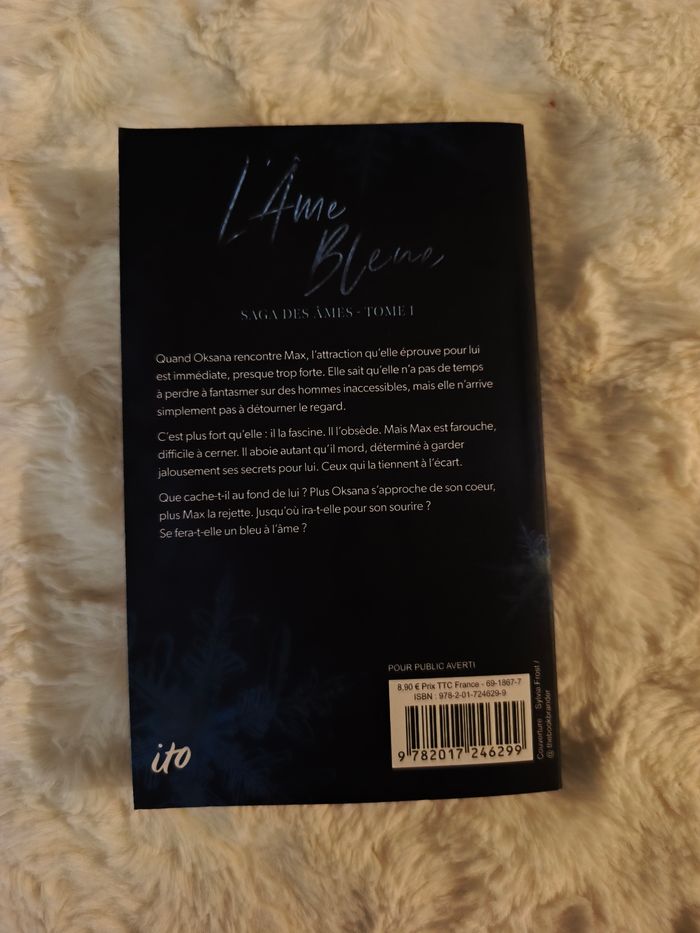 L'Âme
Bleue
SAGA DES ÂMES - TOME 1
Quand Oksana rencontre Max, l'attraction qu'elle éprouve pour lui
est immédiate, presque trop forte. Elle sait qu'elle n'a pas de temps
à perdre à fantasmer sur des hommes inaccessibles, mais elle n'arrive
simplement pas à détourner le regard.
C'est plus fort qu'elle : il la fascine. Il l'obsède. Mais Max est farouche,
difficile à cerner. Il aboie autant qu'il mord, déterminé à garder
jalousement ses secrets pour lui. Ceux qui la tiennent à l'écart.
Que cache-t-il au fond de lui ? Plus Oksana s'approche de son coeur,
plus Max la rejette. Jusqu'où ira-t-elle pour son sourire ?
Se fera-t-elle un bleu à l'âme ?
POUR PUBLIC AVERTI
8,90 € Prix TTC France - 69-1867-7
ISBN : 978-2-01-724629-9
9 782017 246299
Couverture Sylvia Frost /
@ thebookbrander
ito